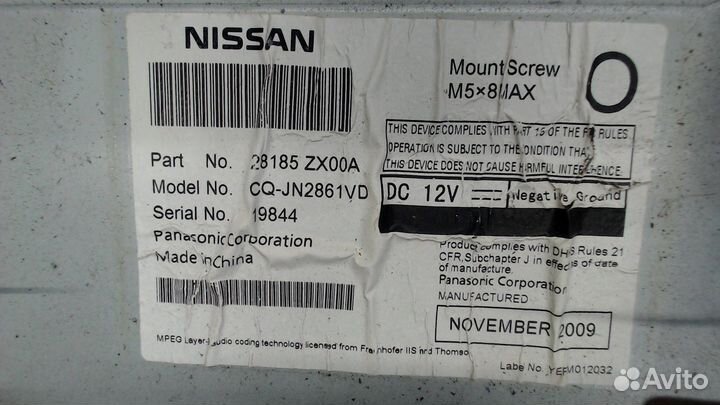 NISSAN
MountScrew
M5×8MAX
O
THIS DEVICE COMPLIES WITH PART 15 OF THE RULES
OPERATION IS SUBJECT TO THE CONDITION THAT
THIS DEVICE DOES NOT CAUSE HARMFUL INTERFERENCE
Part No. 28185 ZX00A
Model No. CQ-JN2861VD
DC 12V Negative Ground
Serial No. 19844
Panasonic Corporation
Made in China
Product complies with DHHS Rules 21
CFR, Subchapter J in effect as of date
of manufacture.
Panasonic Corporation
MANUFACTURED
NOVEMBER 2009
MPEG Layer-3 audio coding technology licensed from Fraunhofer IIS and Thomson
Labe No. YEFM012032
Avito